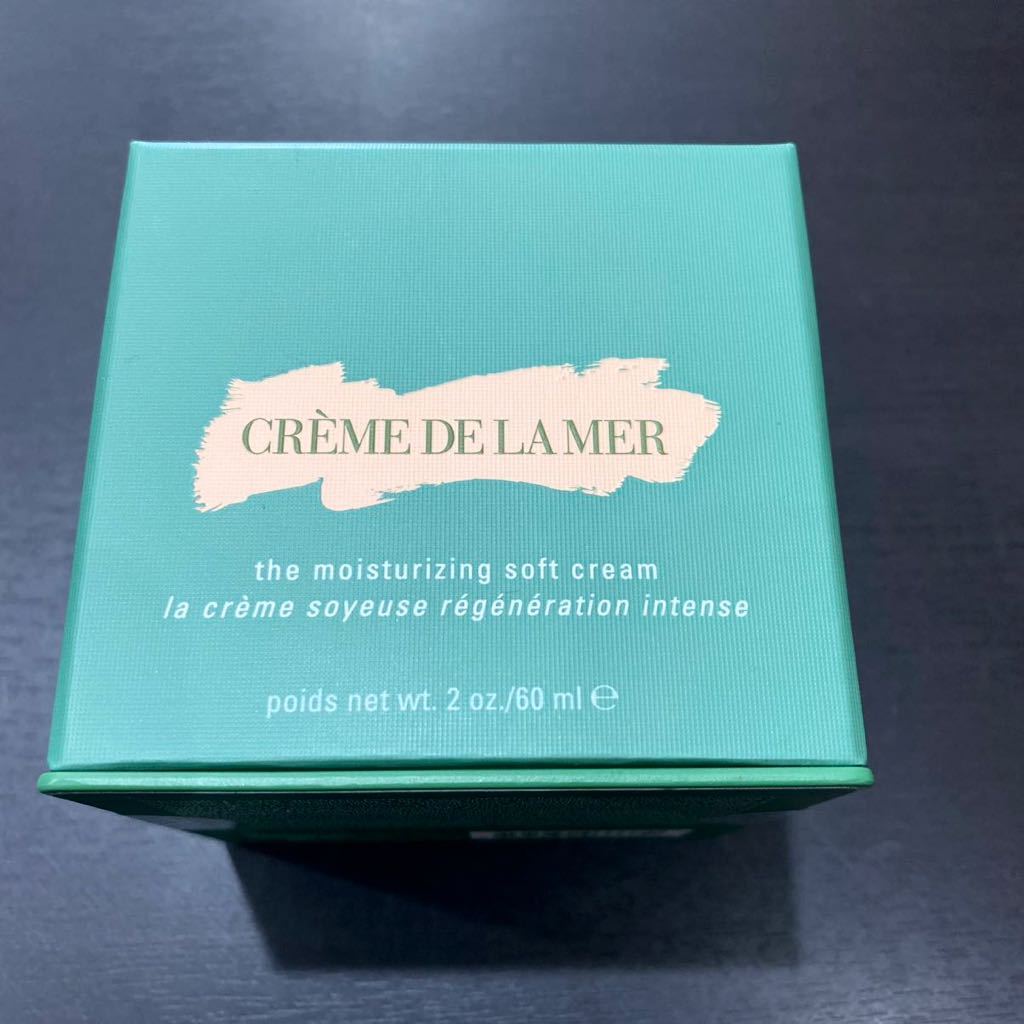 CRÈME DE LA MER
the moisturizing soft cream
la crème soyeuse régénération intense
poids net wt. 2 oz./60 ml ℮